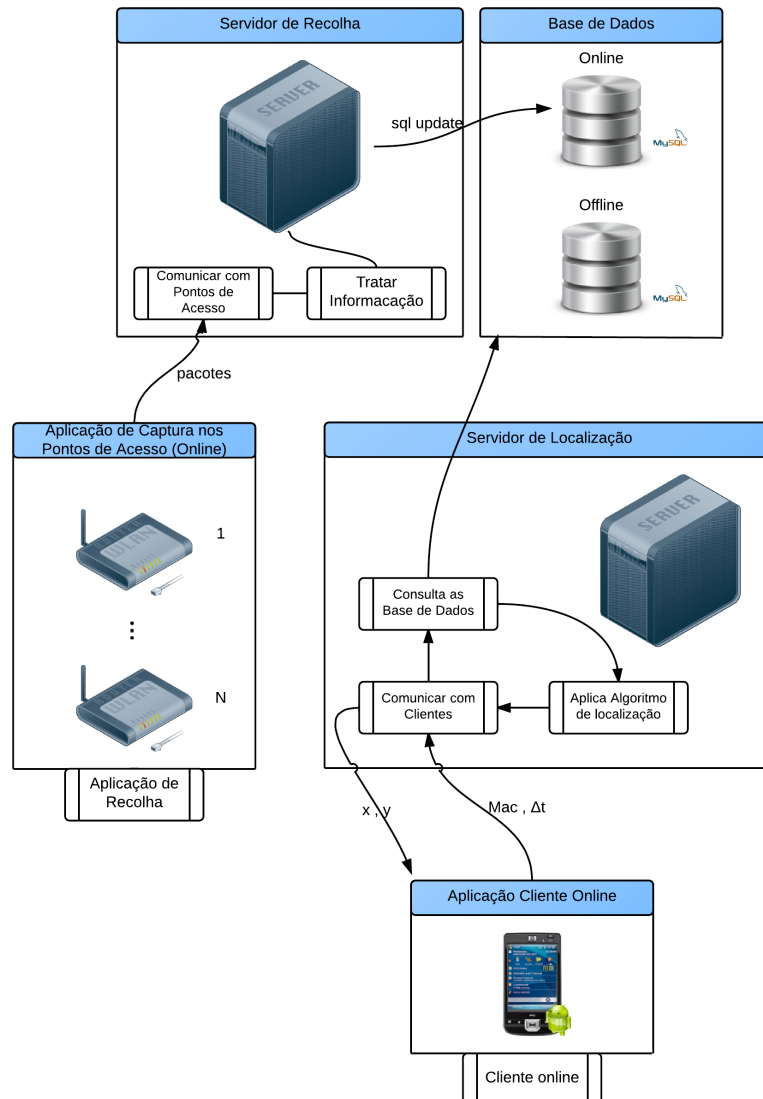 Servidor de Recolha
SERVER
sql update
Comunicar com
Pontos de
Acesso
Tratar
Informacação
Base de Dados
Online
MySQL
Offline
MySQL
pacotes
Aplicação de Captura nos
Pontos de Acesso (Online)
WLAN
1
...
WLAN
N
Aplicação de
Recolha
Servidor de Localização
SERVER
Consulta as
Base de Dados
Comunicar com
Clientes
Aplica Algoritmo
de localização
x , y
Mac , Δt
Aplicação Cliente Online
Cliente online